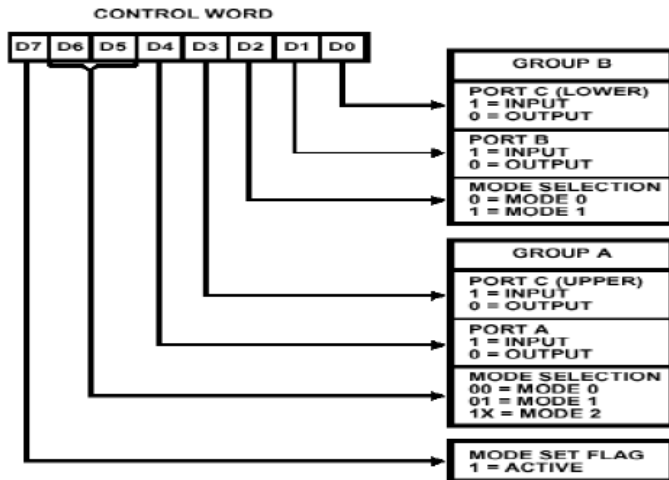 CONTROL WORD
D7 D6 D5 D4 D3 D2 D1 D0
GROUP B
PORT C (LOWER)
1 = INPUT
0 = OUTPUT
PORT B
1 = INPUT
0 = OUTPUT
MODE SELECTION
0 = MODE 0
1 = MODE 1
GROUP A
PORT C (UPPER)
1 = INPUT
0 = OUTPUT
PORT A
1 = INPUT
0 = OUTPUT
MODE SELECTION
00 = MODE 0
01 = MODE 1
1X = MODE 2
MODE SET FLAG
1 = ACTIVE